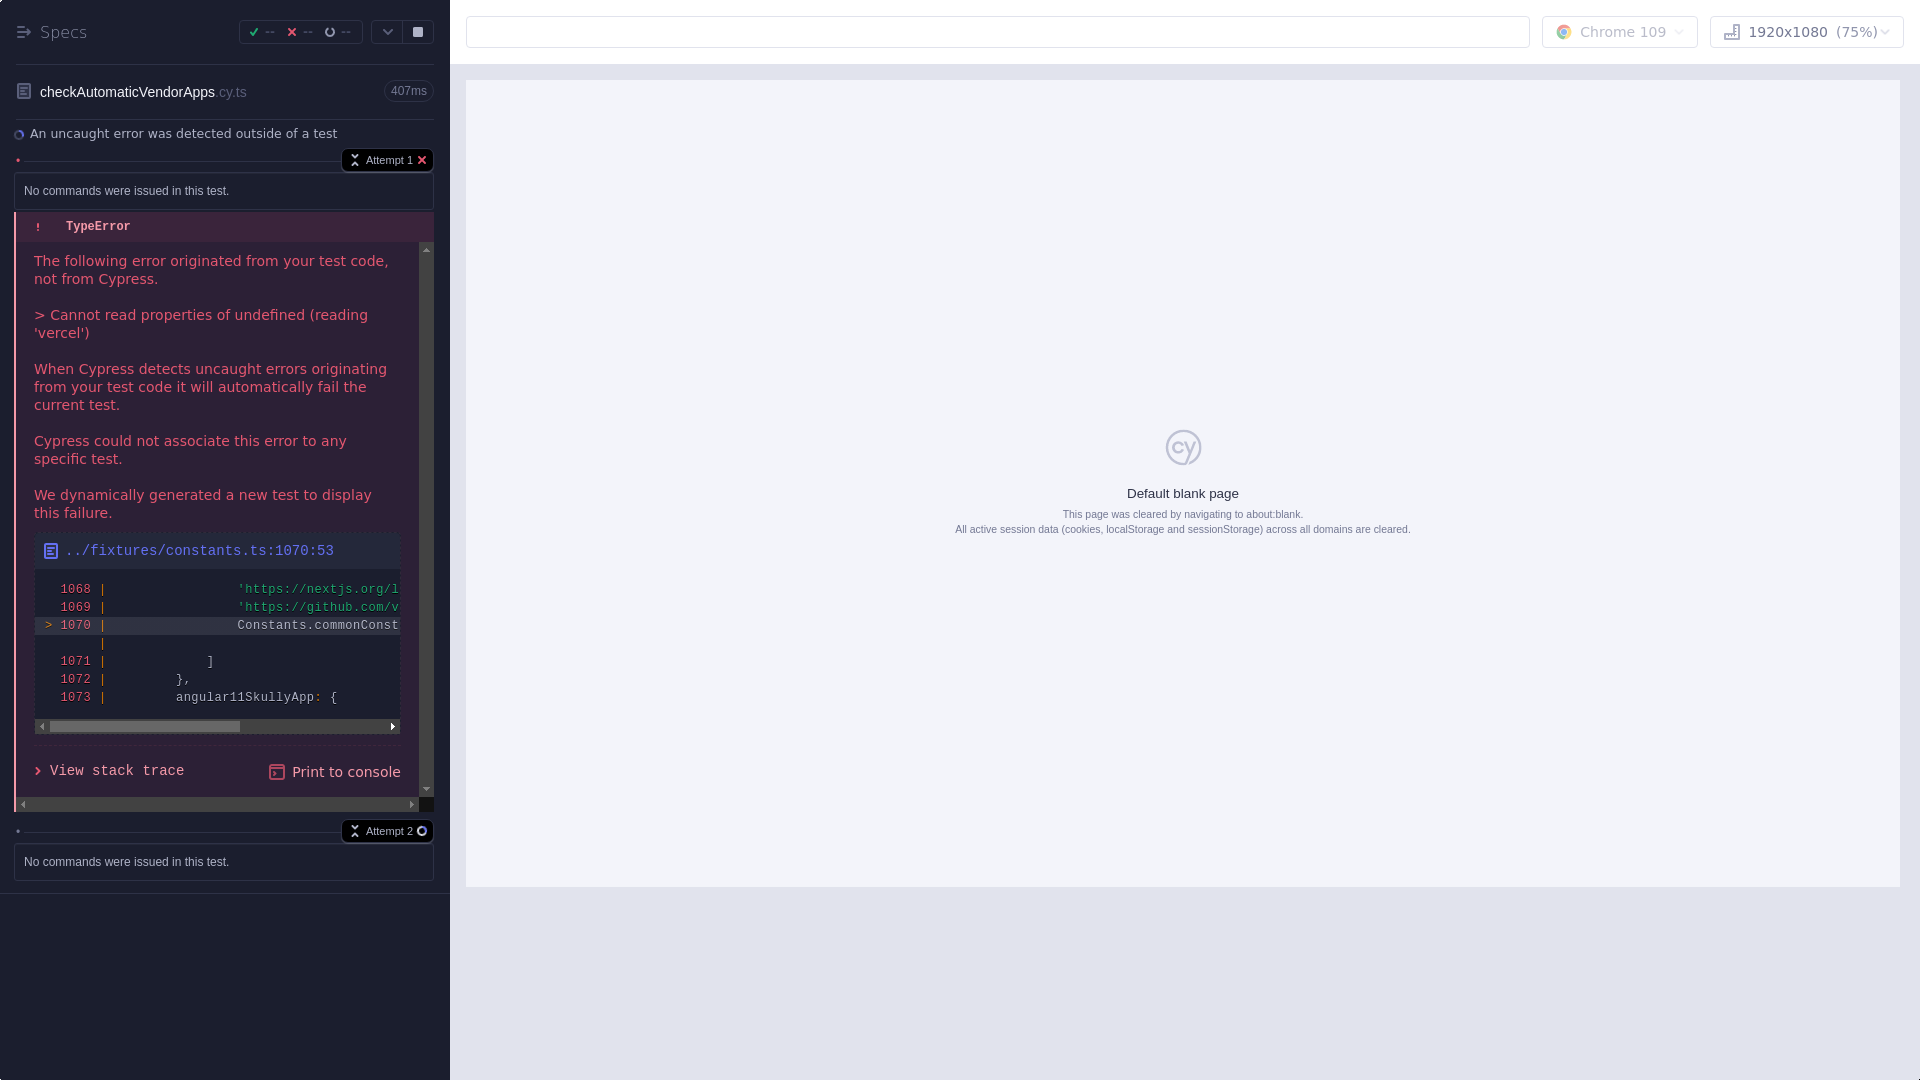 Specs
--
--
--
Chrome 109
1920x1080 (75%)
checkAutomaticVendorApps.cy.ts
407ms
An uncaught error was detected outside of a test
Attempt 1
No commands were issued in this test.
! TypeError
The following error originated from your test code,
not from Cypress.
> Cannot read properties of undefined (reading
'vercel')
When Cypress detects uncaught errors originating
from your test code it will automatically fail the
current test.
Cypress could not associate this error to any
specific test.
We dynamically generated a new test to display
this failure.
../fixtures/constants.ts:1070:53
1068 | 'https://nextjs.org/l
1069 | 'https://github.com/v
> 1070 | Constants.commonConst
|
1071 | ]
1072 | },
1073 | angular11SkullyApp: {
View stack trace
Print to console
Attempt 2
No commands were issued in this test.
cy
Default blank page
This page was cleared by navigating to about:blank.
All active session data (cookies, localStorage and sessionStorage) across all domains are cleared.